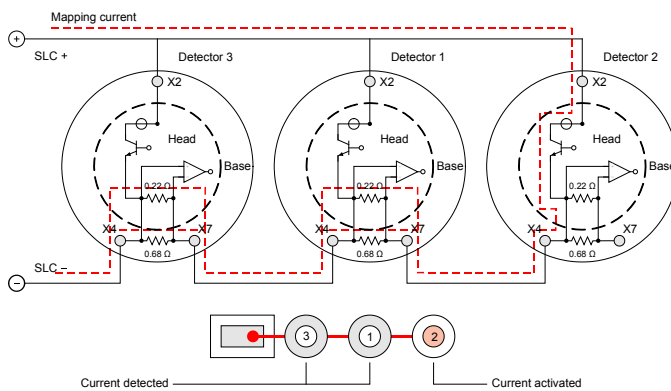 Mapping current
+
SLC +
Detector 3
Detector 1
Detector 2
X2
X2
X2
Head
Head
Head
Base
Base
Base
0.22 Ω
0.22 Ω
0.22 Ω
X4
X7
X4
X7
X4
X7
0.68 Ω
0.68 Ω
0.68 Ω
SLC –
–
3
1
2
Current detected
Current activated